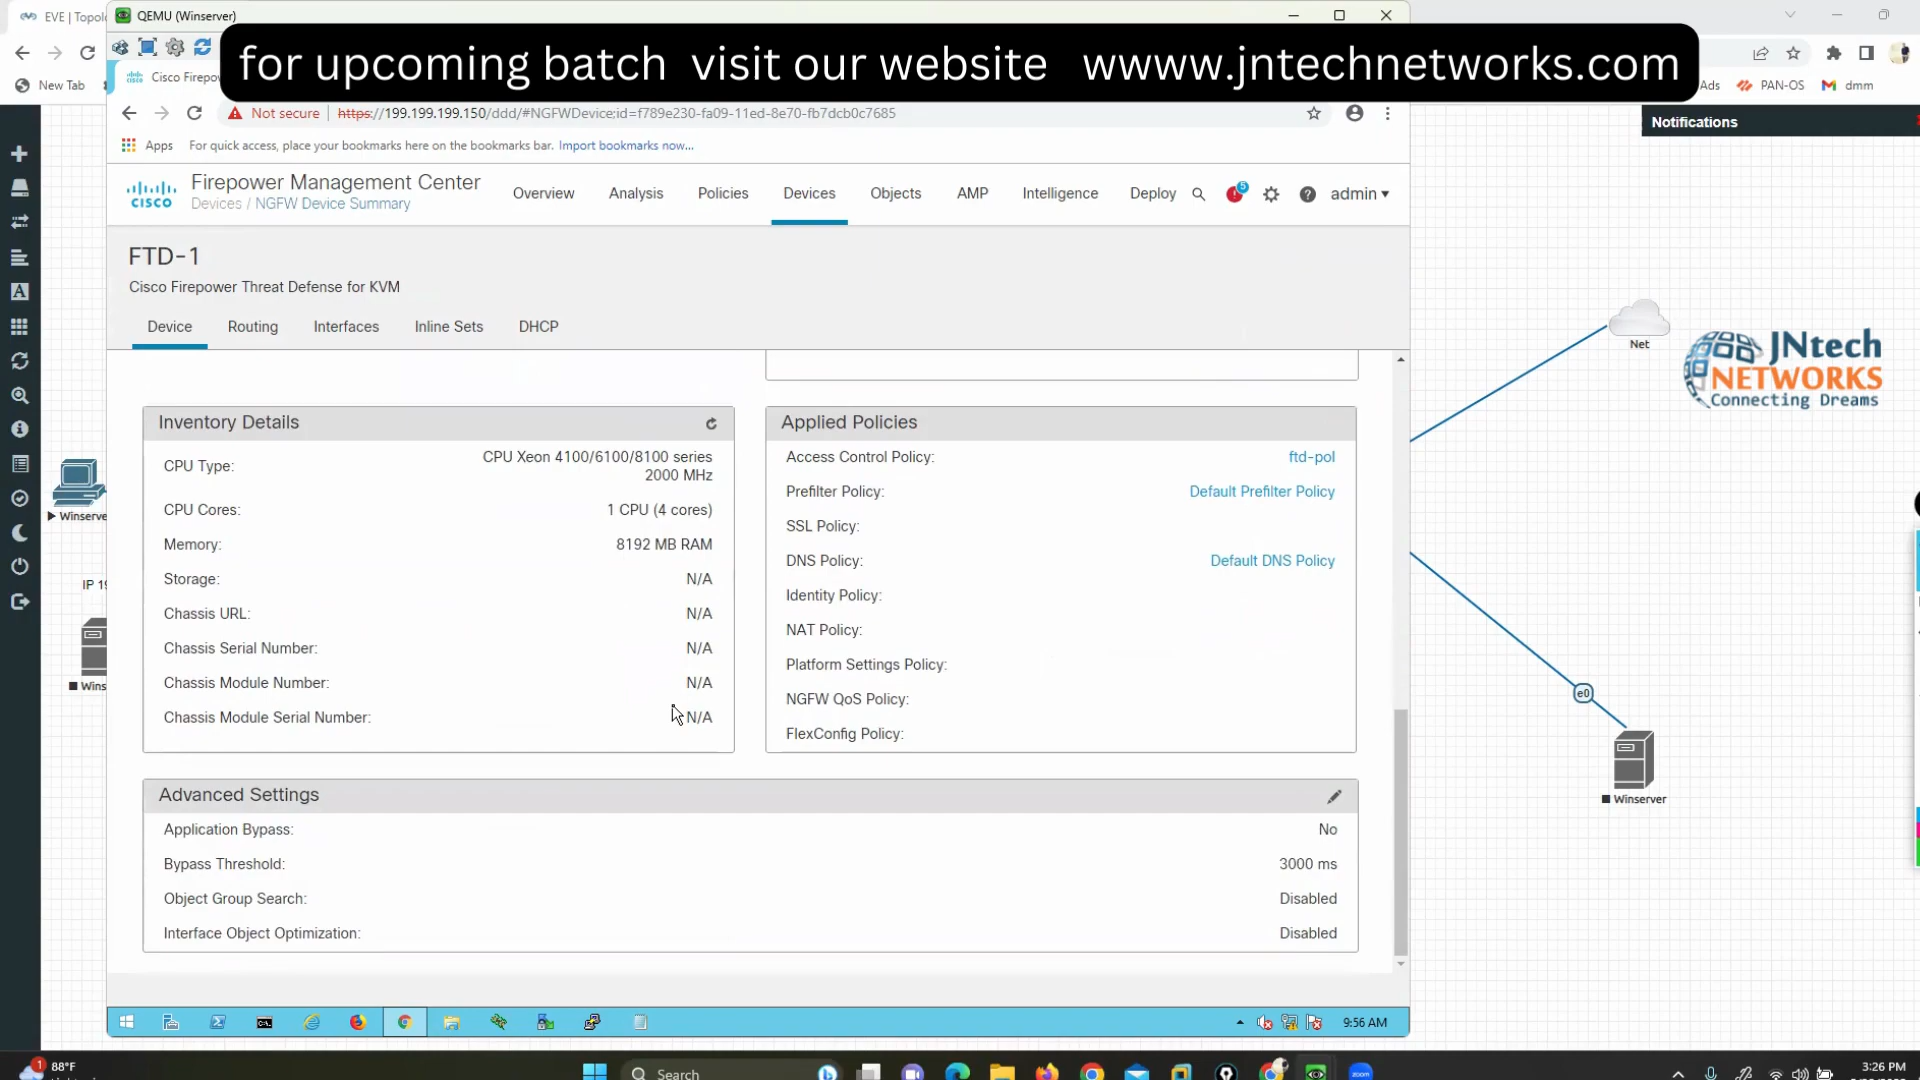 EVE | Topol
QEMU (Winserver)
for upcoming batch visit our website wwww.jntechnetworks.com
Cisco Firepo
New Tab
Ads
PAN-OS
dmm
Not secure
https://199.199.199.150/ddd/#NGFWDevice;id=f789e230-fa09-11ed-8e70-fb7dcb0c7685
Notifications
Apps
For quick access, place your bookmarks here on the bookmarks bar. Import bookmarks now...
cisco
Firepower Management Center
Devices / NGFW Device Summary
Overview
Analysis
Policies
Devices
Objects
AMP
Intelligence
Deploy
5
admin
FTD-1
Cisco Firepower Threat Defense for KVM
Device
Routing
Interfaces
Inline Sets
DHCP
Net
JNtech
NETWORKS
Connecting Dreams
Inventory Details
CPU Type: CPU Xeon 4100/6100/8100 series
2000 MHz
CPU Cores: 1 CPU (4 cores)
Memory: 8192 MB RAM
Storage: N/A
Chassis URL: N/A
Chassis Serial Number: N/A
Chassis Module Number: N/A
Chassis Module Serial Number: N/A
Applied Policies
Access Control Policy: ftd-pol
Prefilter Policy: Default Prefilter Policy
SSL Policy:
DNS Policy: Default DNS Policy
Identity Policy:
NAT Policy:
Platform Settings Policy:
NGFW QoS Policy:
FlexConfig Policy:
Winserve
IP 19
Wins
e0
Winserver
Advanced Settings
Application Bypass: No
Bypass Threshold: 3000 ms
Object Group Search: Disabled
Interface Object Optimization: Disabled
9:56 AM
1
88°F
Search
zoom
3:26 PM